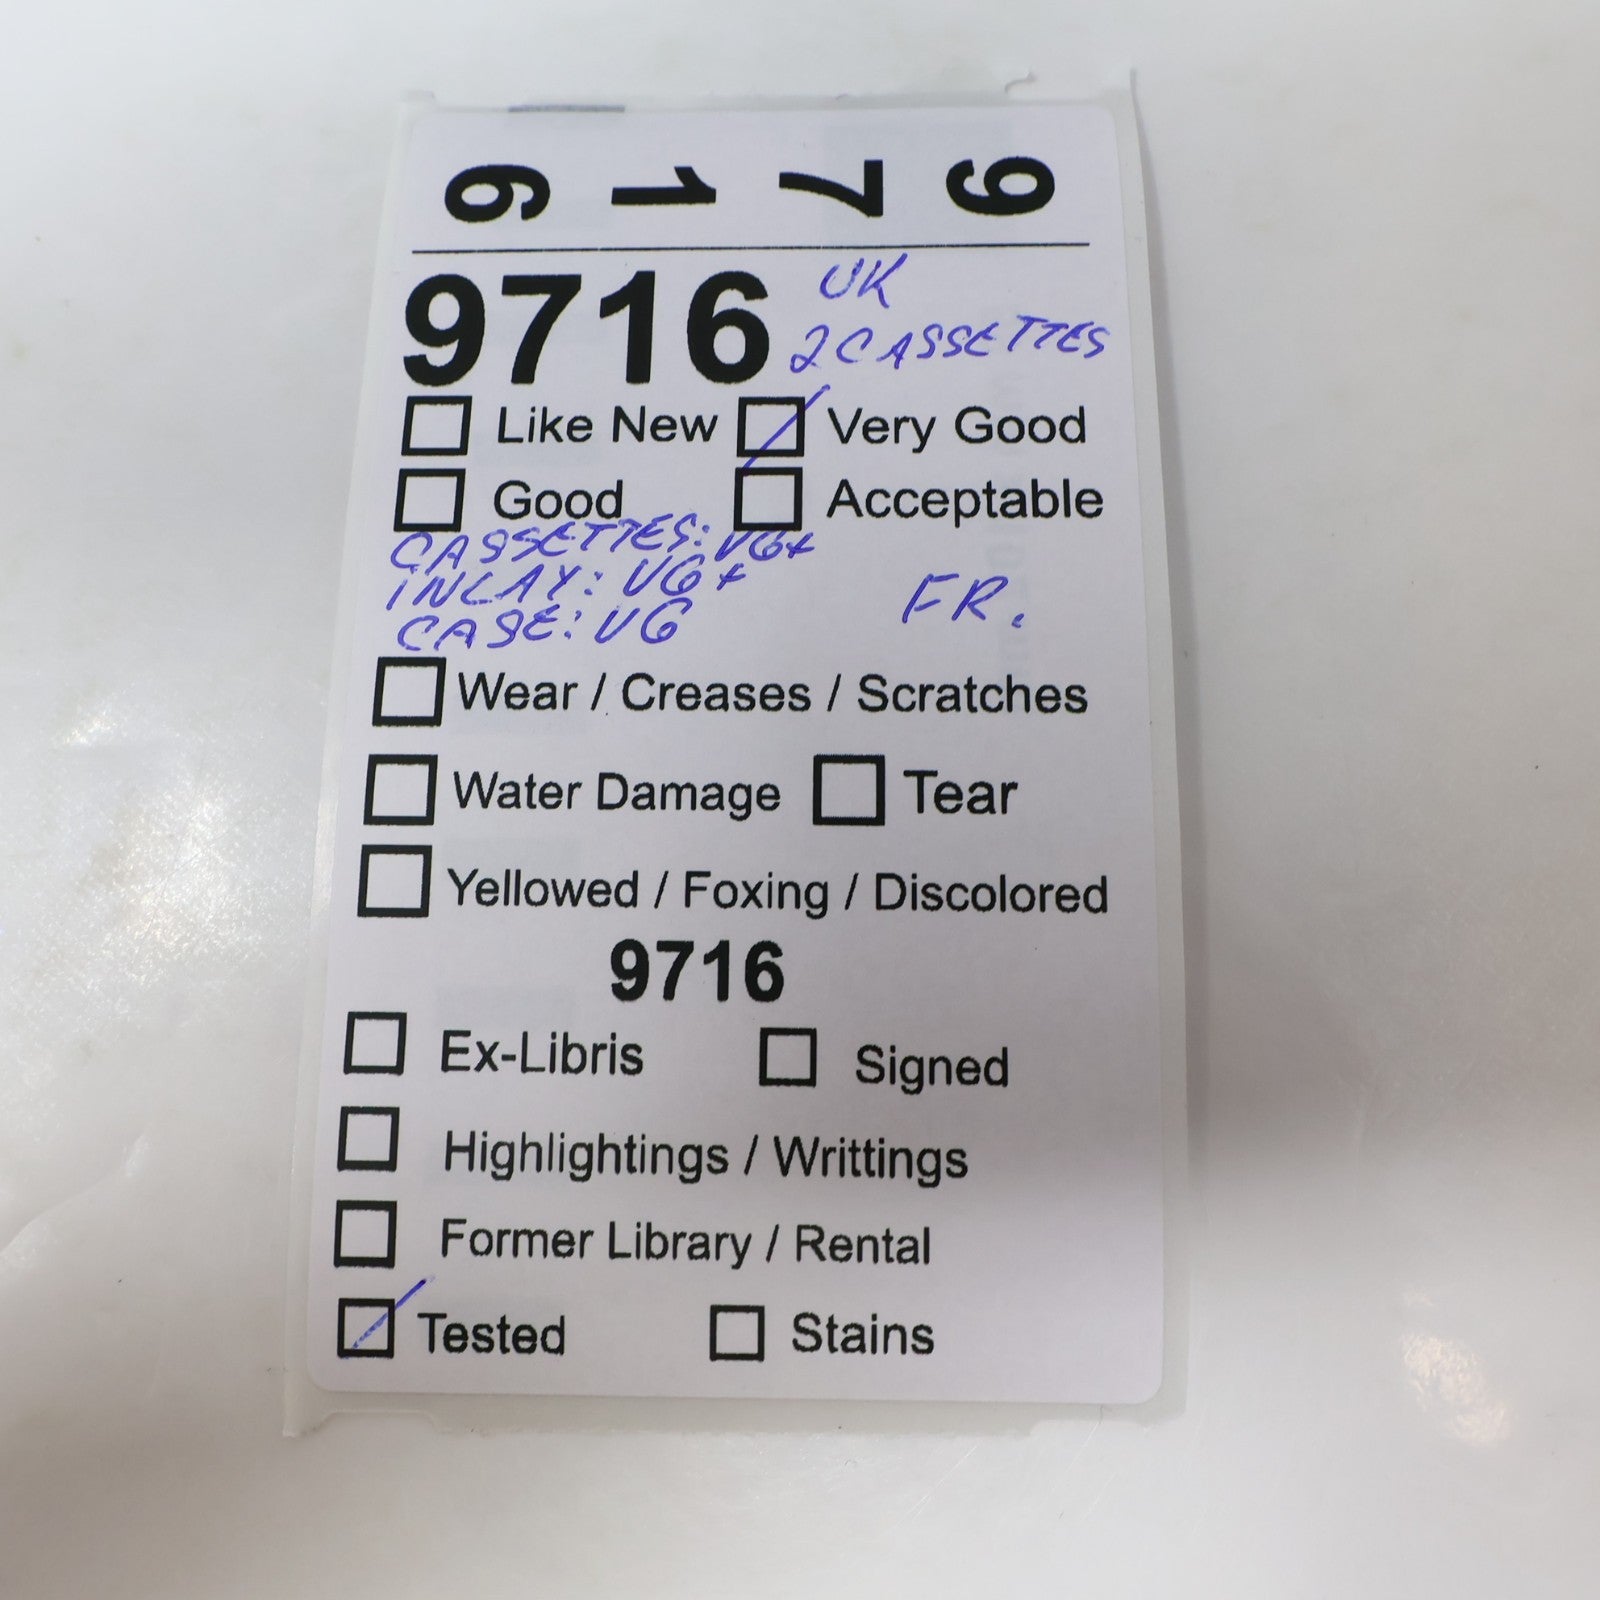 6 1 7 9
9716 UK
2 CASSETTES
Like New Very Good
Good Acceptable
CASSETTES: VG+
INLAY: VG+ FR.
CASE: VG
Wear / Creases / Scratches
Water Damage Tear
Yellowed / Foxing / Discolored
9716
Ex-Libris Signed
Highlightings / Writtings
Former Library / Rental
Tested Stains